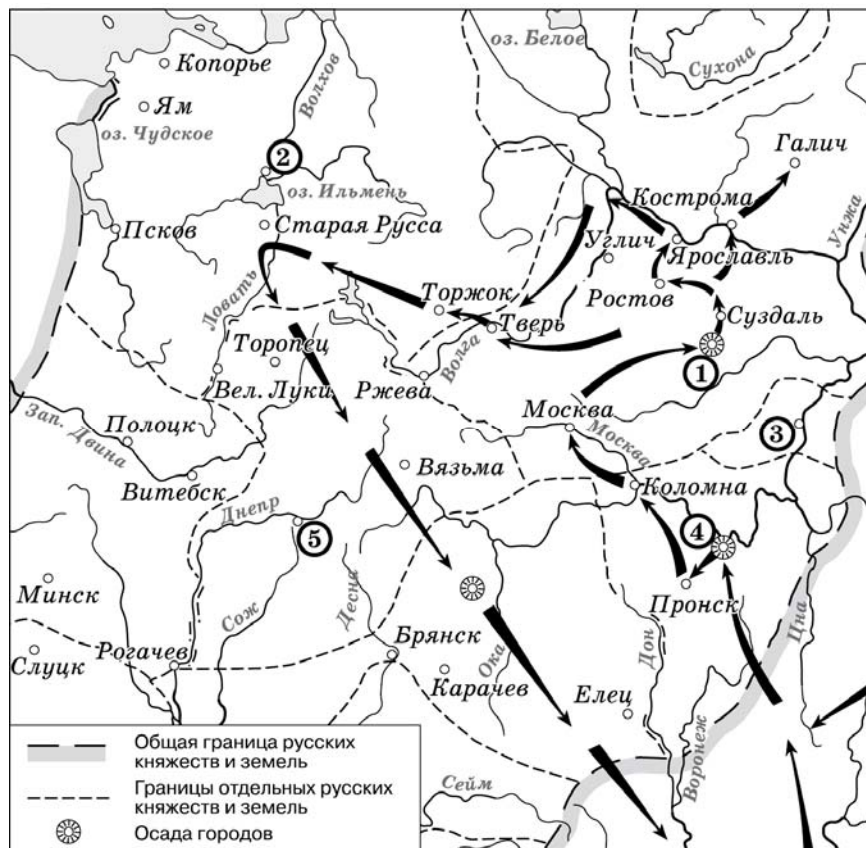 оз. Белое
Сухона
Копорье
Волхов
Ям
оз. Чудское
Галич
②
оз. Ильмень
Кострома
Псков
Старая Русса
Углич
Ярославль
Унжа
Ловать
Торжок
Ростов
Тверь
Суздаль
Торопец
Волга
①
Вел. Луки
Ржева
Москва
Москва
③
Полоцк
Зап. Двина
Вязьма
Витебск
Коломна
Днепр
⑤
④
Минск
Десна
Пронск
Цна
Сож
Слуцк
Рогачев
Брянск
Ока
Дон
Карачев
Елец
Воронеж
Сейм
Общая граница русских
княжеств и земель
Границы отдельных русских
княжеств и земель
Осада городов